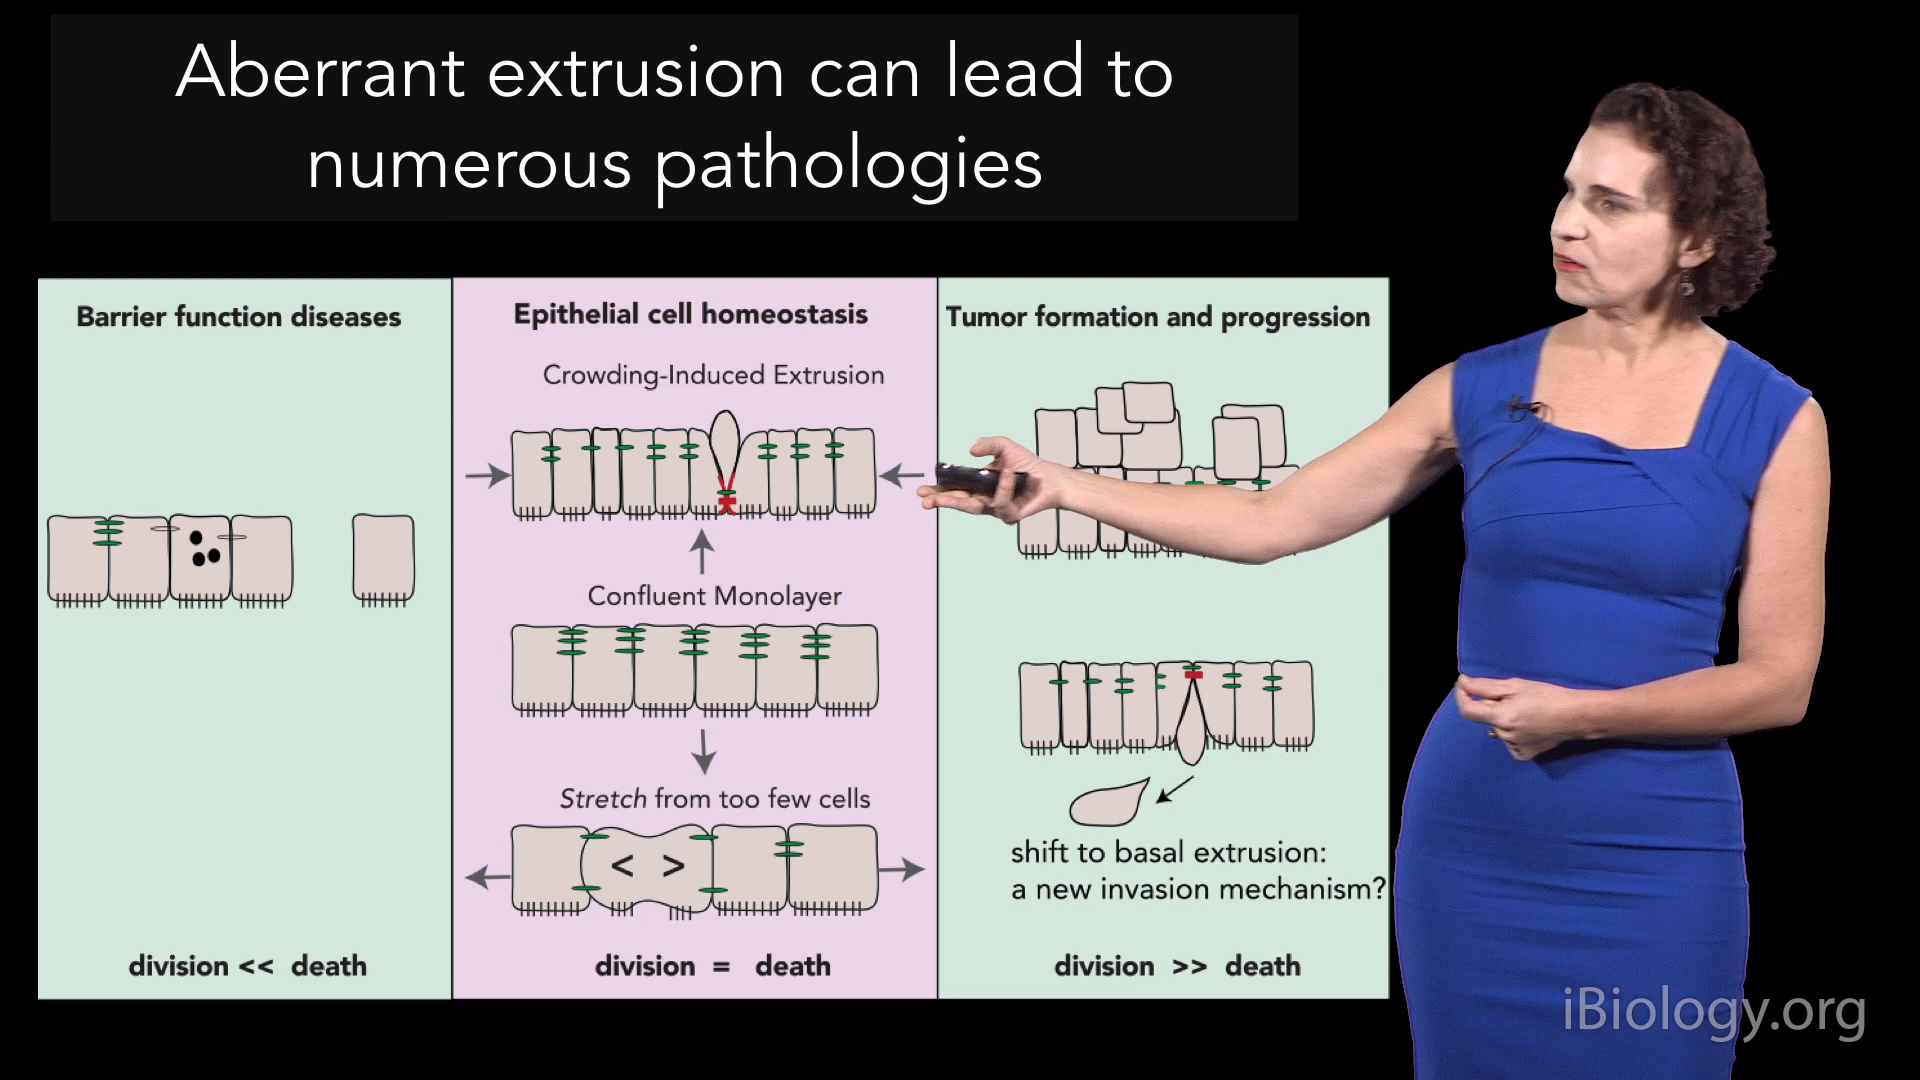 Aberrant extrusion can lead to
numerous pathologies
Barrier function diseases
division << death
Epithelial cell homeostasis
Crowding-Induced Extrusion
Confluent Monolayer
Stretch from too few cells
< >
division = death
Tumor formation and progression
shift to basal extrusion:
a new invasion mechanism?
division >> death
iBiology.org